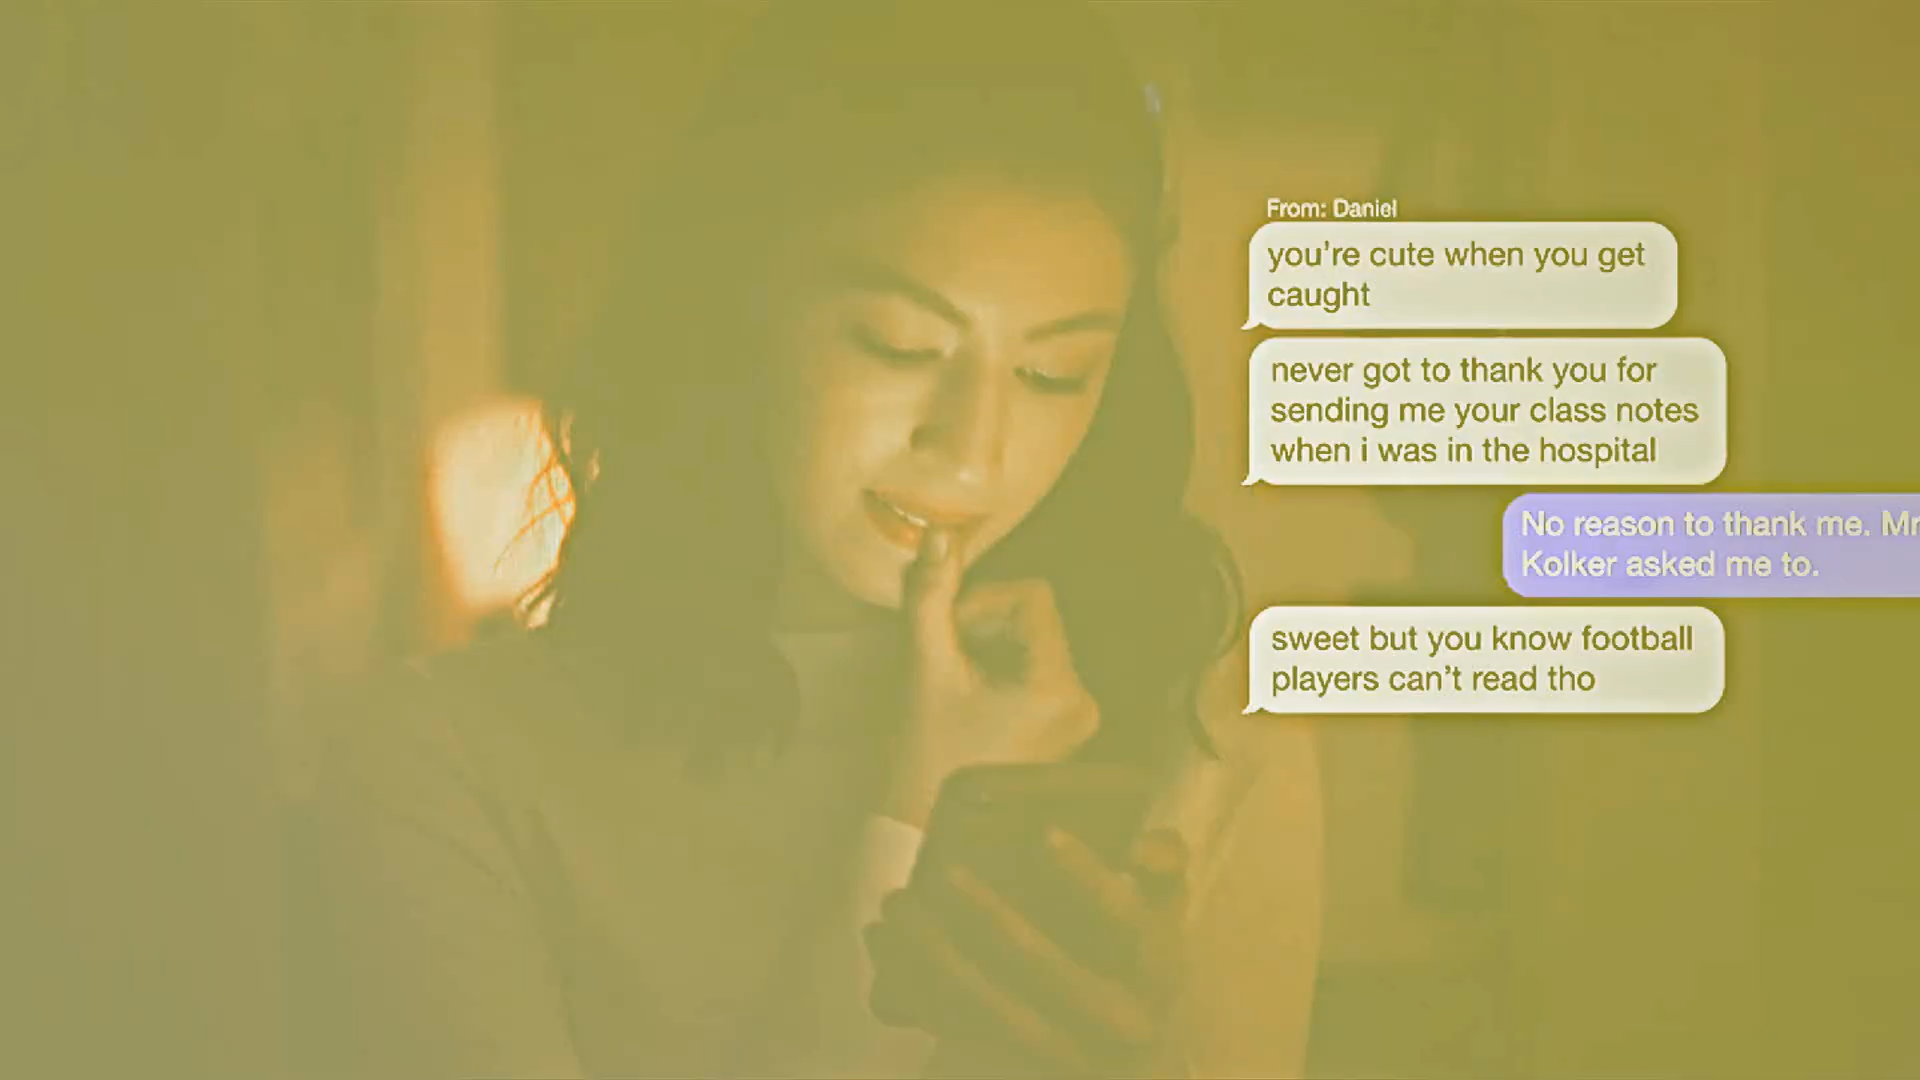 From: Daniel
you're cute when you get
caught
never got to thank you for
sending me your class notes
when i was in the hospital
No reason to thank me. Mr
Kolker asked me to.
sweet but you know football
players can't read tho